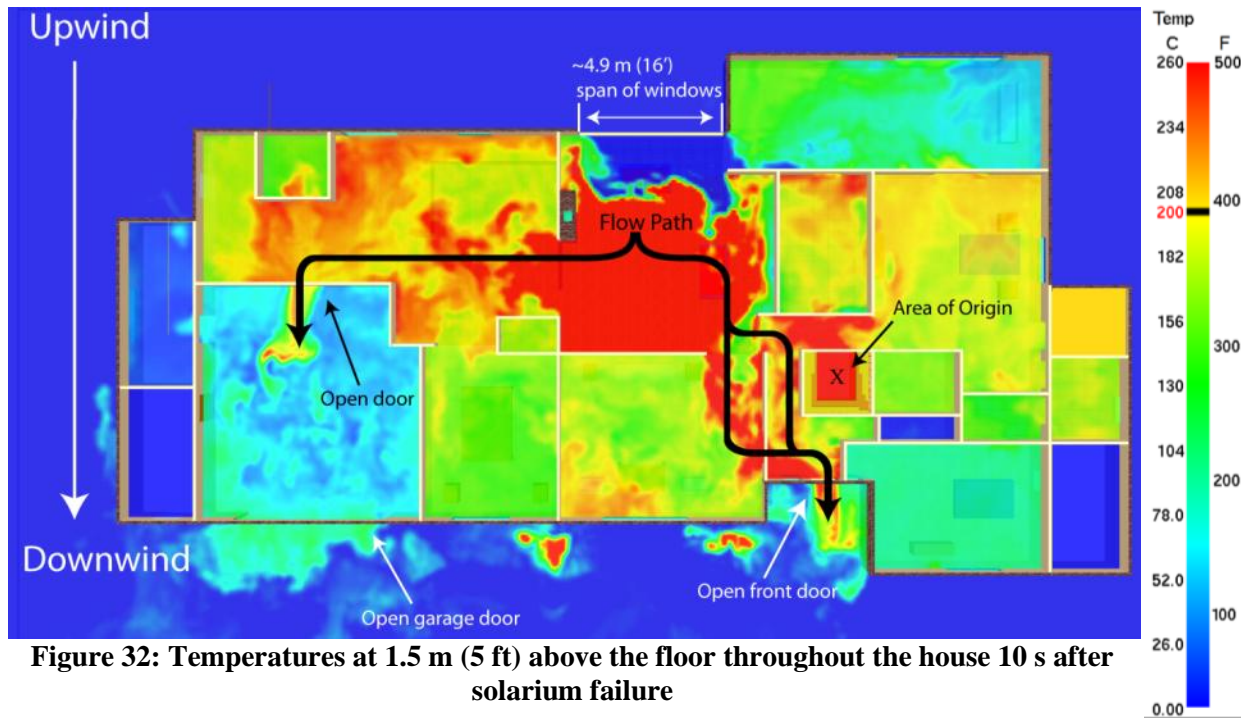 Upwind
~4.9 m (16')
span of windows
Flow Path
Area of Origin
X
Open door
Downwind
Open garage door
Open front door
Temp
C F
260 500
234
208
200
400
182
156
300
130
104
200
78.0
52.0
100
26.0
0.00
Figure 32: Temperatures at 1.5 m (5 ft) above the floor throughout the house 10 s after
solarium failure